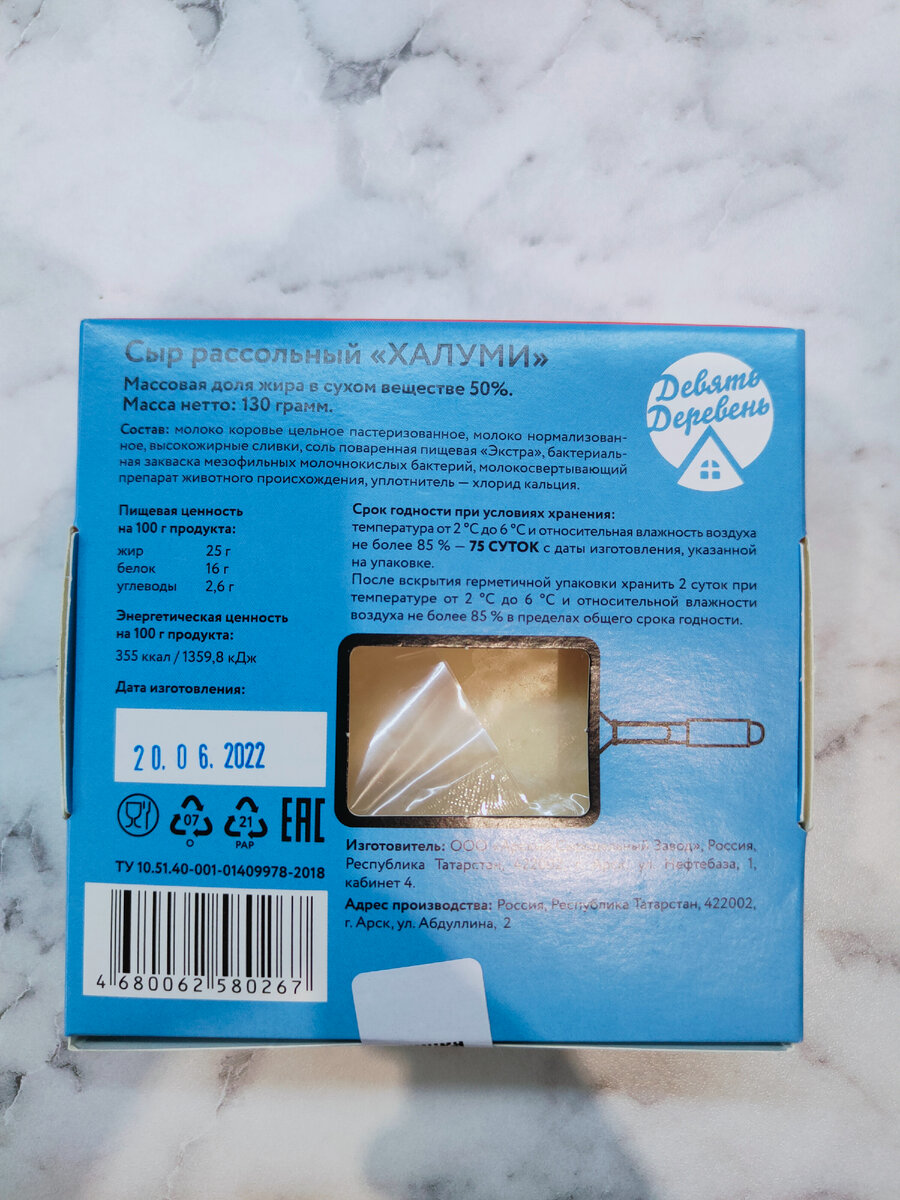 Сыр рассольный «ХАЛУМИ»
Массовая доля жира в сухом веществе 50%.
Масса нетто: 130 грамм.
Состав: молоко коровье цельное пастеризованное, молоко нормализован-
ное, высокожирные сливки, соль поваренная пищевая «Экстра», бактериаль-
ная закваска мезофильных молочнокислых бактерий, молокосвертывающий
препарат животного происхождения, уплотнитель — хлорид кальция.
Девять
Деревень
Пищевая ценность
на 100 г продукта:
жир 25 г
белок 16 г
углеводы 2,6 г
Энергетическая ценность
на 100 г продукта:
355 ккал / 1359,8 кДж
Дата изготовления:
20.06.2022
Срок годности при условиях хранения:
температура от 2 °С до 6 °С и относительная влажность воздуха
не более 85 % – 75 СУТОК с даты изготовления, указанной
на упаковке.
После вскрытия герметичной упаковки хранить 2 суток при
температуре от 2 °С до 6 °С и относительной влажности
воздуха не более 85 % в пределах общего срока годности.
07
O
21
PAP
EAC
ТУ 10.51.40-001-01409978-2018
4 680062 580267
Изготовитель: ООО Завод», Россия,
Республика Татарстан, ул. Нефтебаза, 1,
кабинет 4.
Адрес производства: Россия, Республика Татарстан, 422002,
г. Арск, ул. Абдуллина, 2